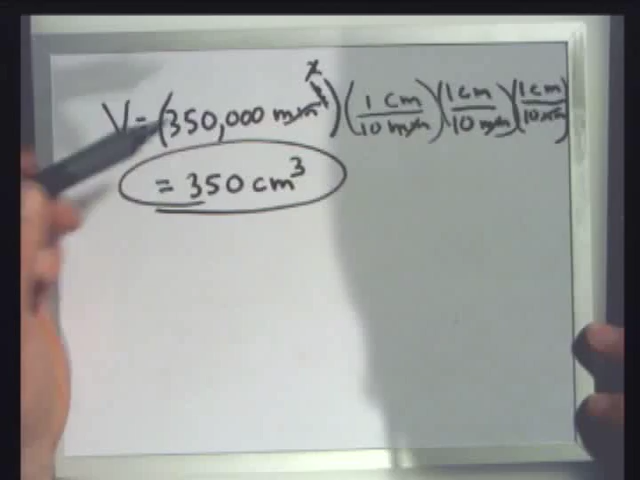 V = (350,000 mm³) (1 cm / 10 mm) (1 cm / 10 mm) (1 cm / 10 mm)
= 350 cm³